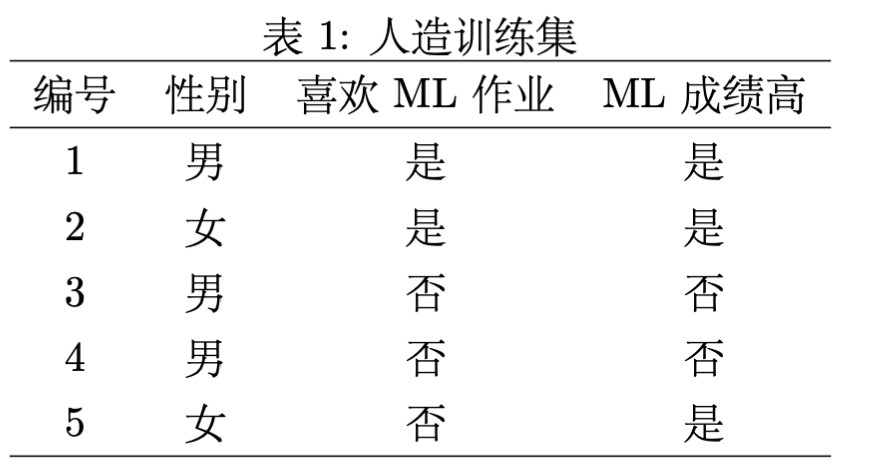 表 1: 人造训练集
编号 性别 喜欢 ML 作业 ML 成绩高
1 男 是 是
2 女 是 是
3 男 否 否
4 男 否 否
5 女 否 是